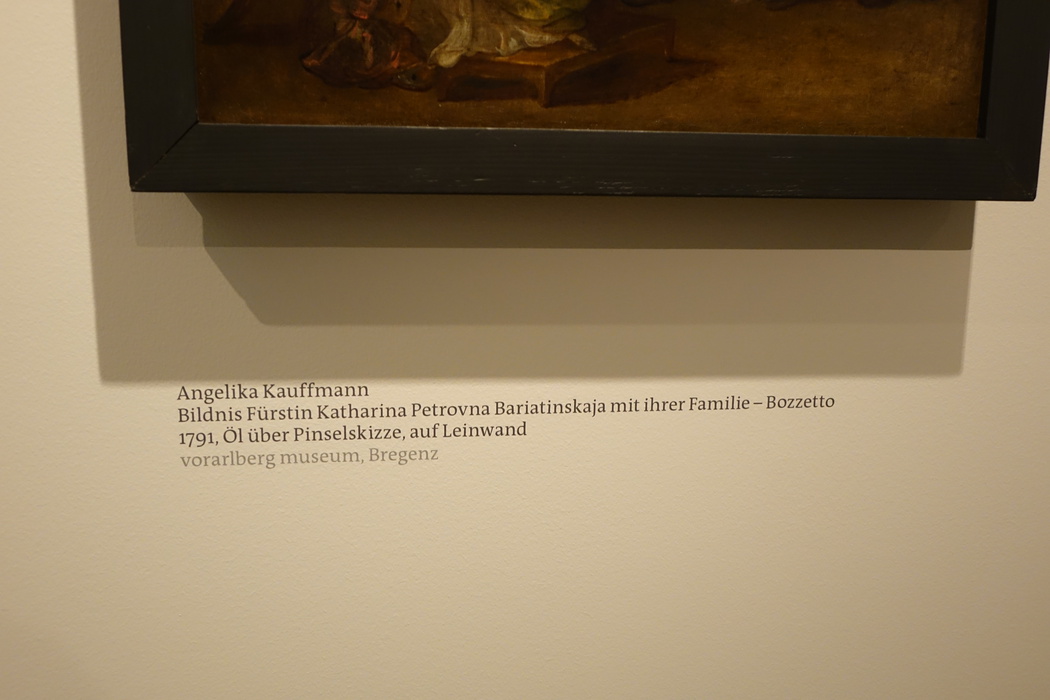 Angelika Kauffmann
Bildnis Fürstin Katharina Petrovna Bariatinskaja mit ihrer Familie – Bozzetto
1791, Öl über Pinselskizze, auf Leinwand
vorarlberg museum, Bregenz